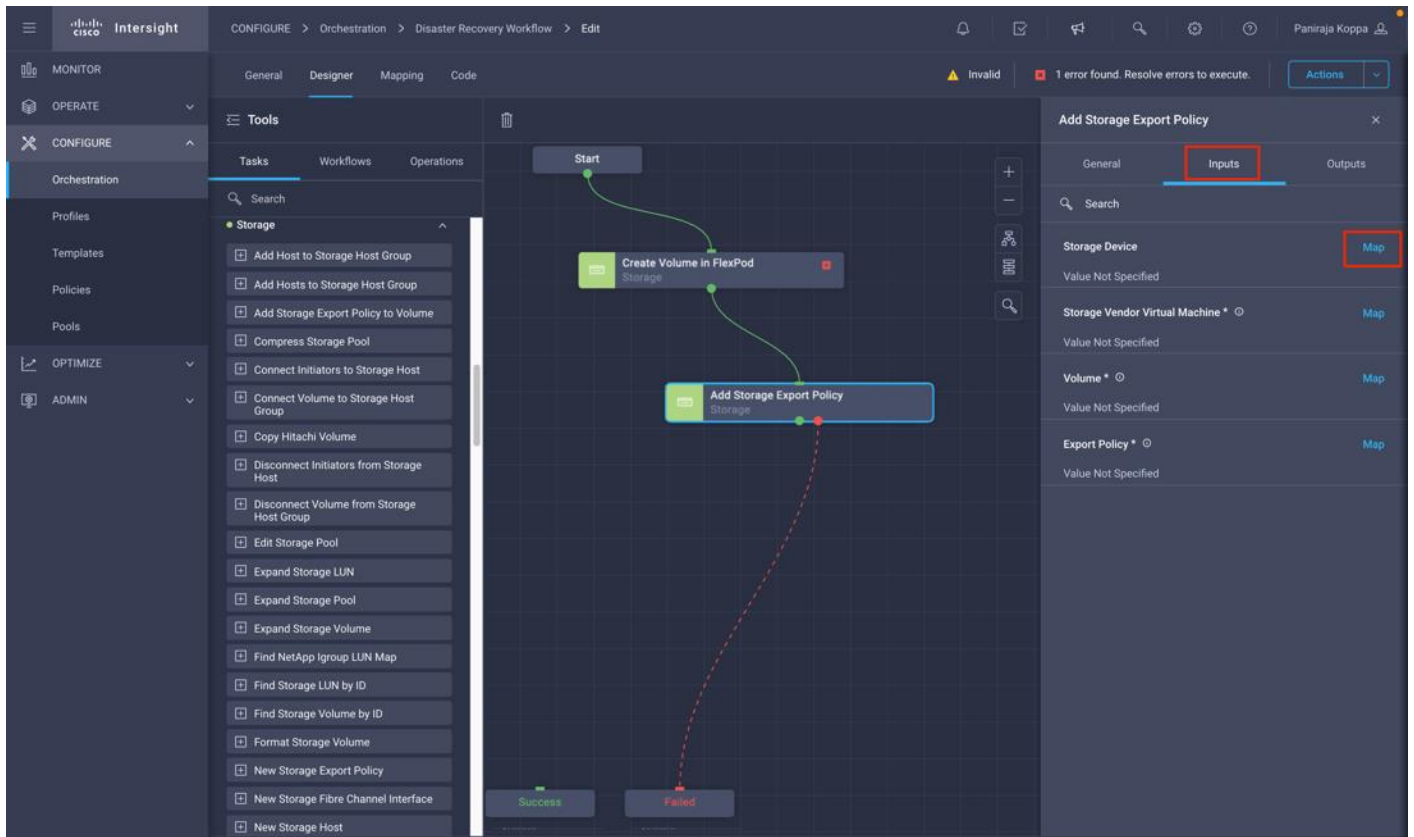 cisco Intersight
CONFIGURE > Orchestration > Disaster Recovery Workflow > Edit
Paniraja Koppa
MONITOR
OPERATE
CONFIGURE
Orchestration
Profiles
Templates
Policies
Pools
OPTIMIZE
ADMIN
General
Designer
Mapping
Code
Invalid
1 error found. Resolve errors to execute.
Actions
Tools
Tasks
Workflows
Operations
Search
Storage
Add Host to Storage Host Group
Add Hosts to Storage Host Group
Add Storage Export Policy to Volume
Compress Storage Pool
Connect Initiators to Storage Host
Connect Volume to Storage Host
Group
Copy Hitachi Volume
Disconnect Initiators from Storage
Host
Disconnect Volume from Storage
Host Group
Edit Storage Pool
Expand Storage LUN
Expand Storage Pool
Expand Storage Volume
Find NetApp Igroup LUN Map
Find Storage LUN by ID
Find Storage Volume by ID
Format Storage Volume
New Storage Export Policy
New Storage Fibre Channel Interface
New Storage Host
Start
Create Volume in FlexPod
Storage
Add Storage Export Policy
Storage
Success
Failed
Add Storage Export Policy
General
Inputs
Outputs
Search
Storage Device
Map
Value Not Specified
Storage Vendor Virtual Machine *
Map
Value Not Specified
Volume *
Map
Value Not Specified
Export Policy *
Map
Value Not Specified